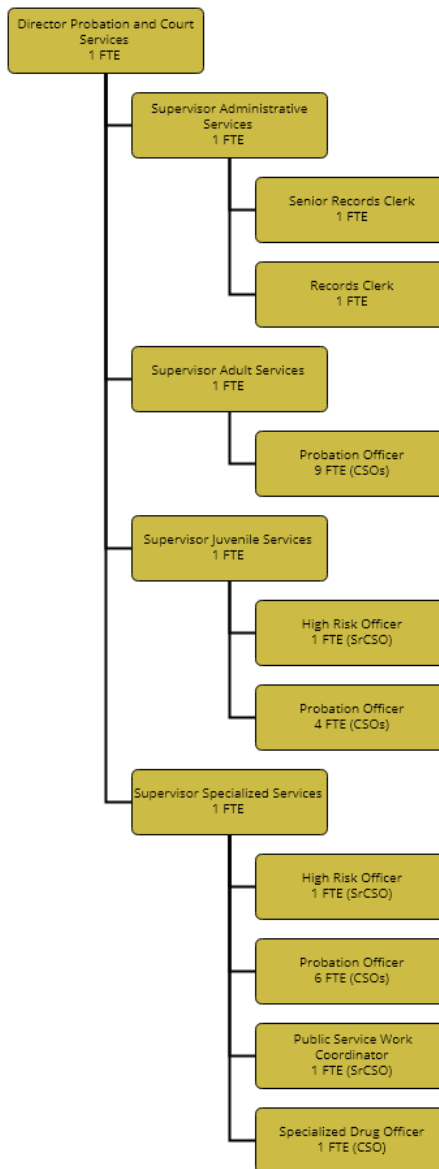 Director Probation and Court
Services
1 FTE
Supervisor Administrative
Services
1 FTE
Senior Records Clerk
1 FTE
Records Clerk
1 FTE
Supervisor Adult Services
1 FTE
Probation Officer
9 FTE (CSOs)
Supervisor Juvenile Services
1 FTE
High Risk Officer
1 FTE (SrCSO)
Probation Officer
4 FTE (CSOs)
Supervisor Specialized Services
1 FTE
High Risk Officer
1 FTE (SrCSO)
Probation Officer
6 FTE (CSOs)
Public Service Work
Coordinator
1 FTE (SrCSO)
Specialized Drug Officer
1 FTE (CSO)